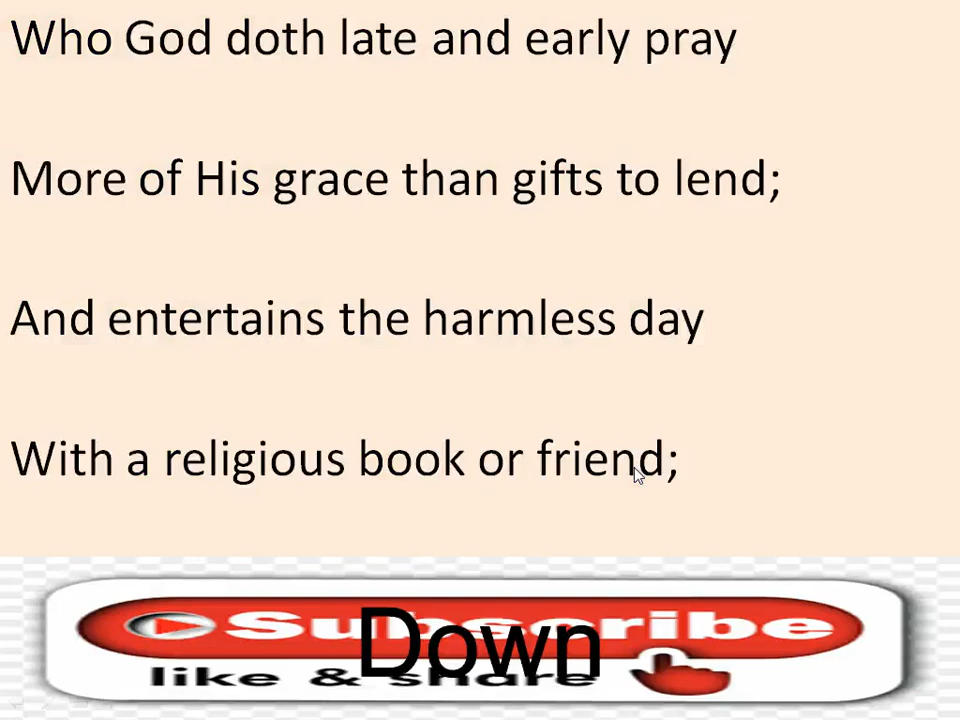 Who God doth late and early pray
More of His grace than gifts to lend;
And entertains the harmless day
With a religious book or friend;
Subscribe
Down
like & share